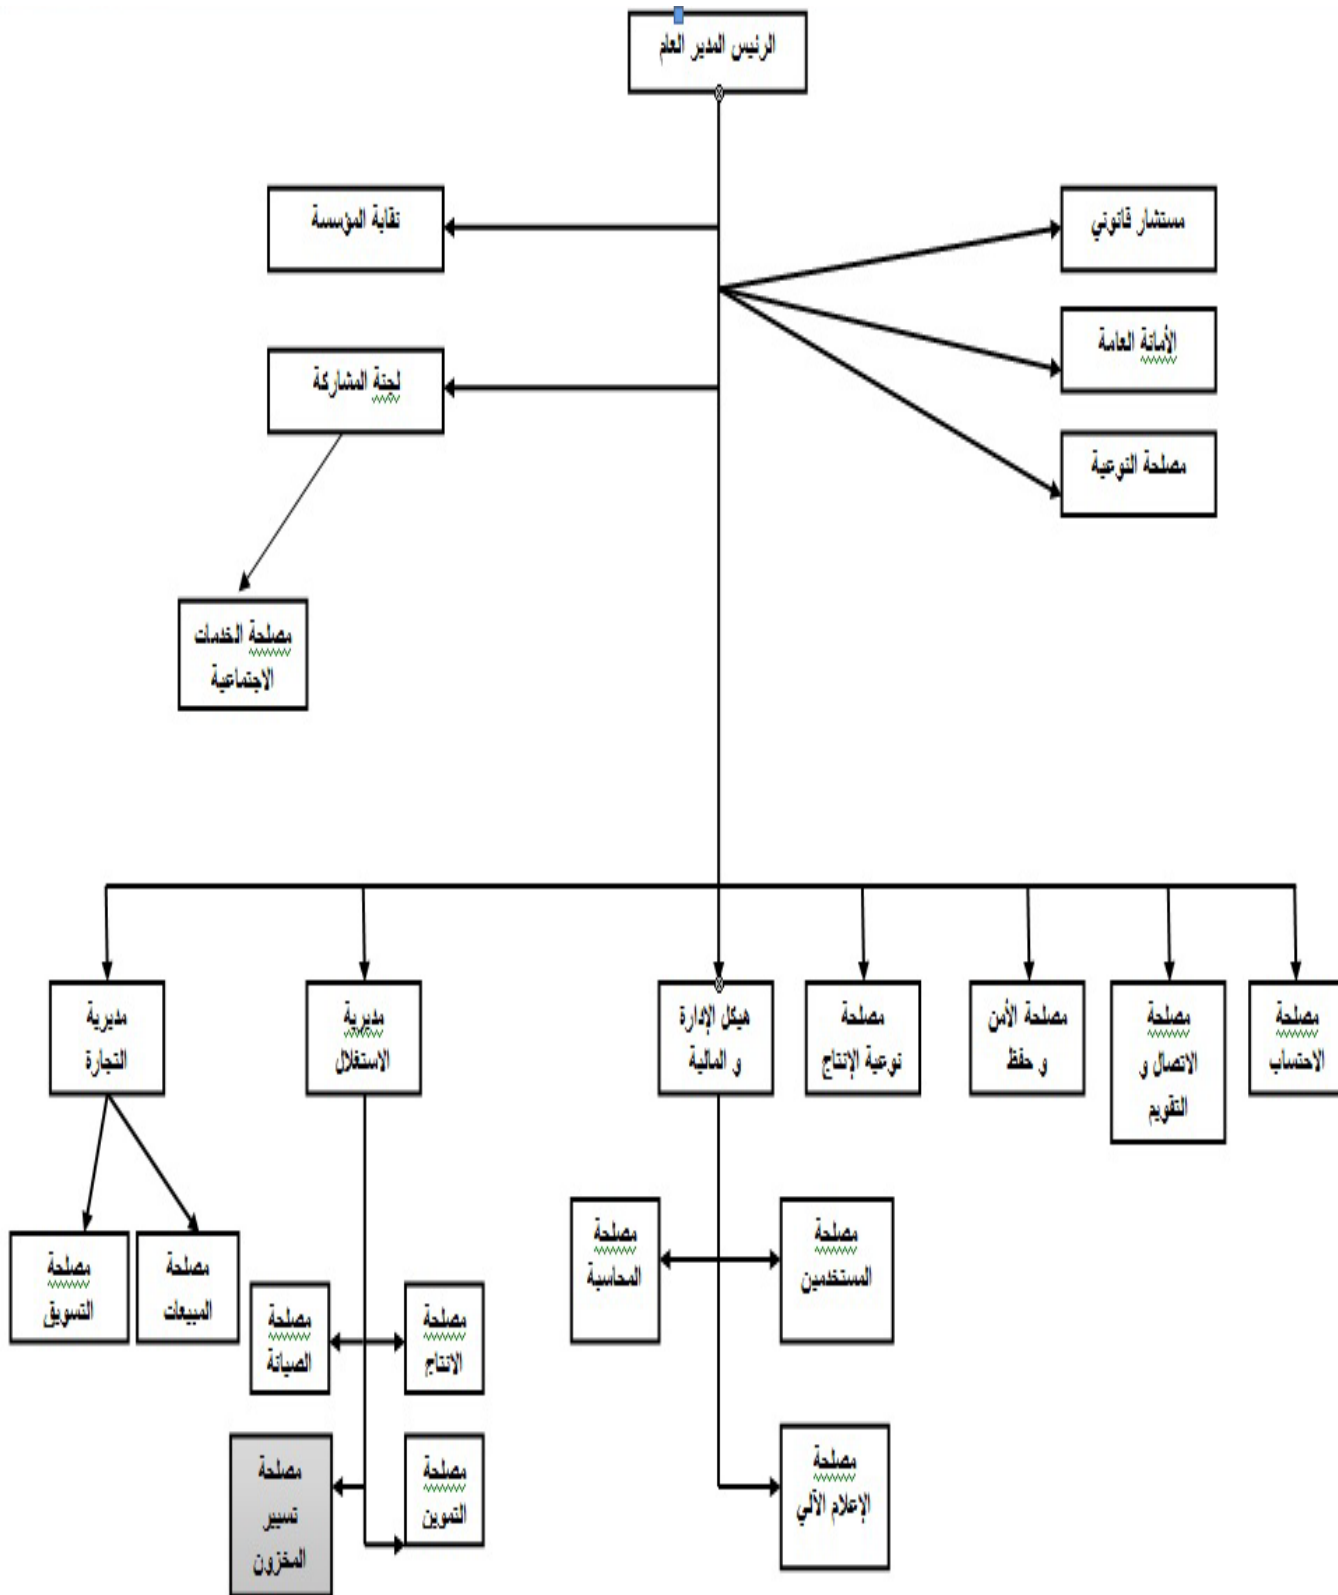 الرئيس المدير العام
مستشار قانوني
نقابة المؤسسة
الأمانة العامة
لجنة المشاركة
مصلحة النوعية
مصلحة الخدمات
الاجتماعية
مصلحة
الاحتساب
مصلحة
الاتصال و
التقويم
مصلحة الأمن
و حفظ
مصلحة
نوعية الإنتاج
هيكل الإدارة
و المالية
مديرية
الاستغلال
مديرية
التجارة
مصلحة
المستخدمين
مصلحة
المحاسبة
مصلحة
الإعلام الآلي
مصلحة
الانتاج
مصلحة
الصيانة
مصلحة
التموين
مصلحة
تسيير
المخزون
مصلحة
المبيعات
مصلحة
التسويق